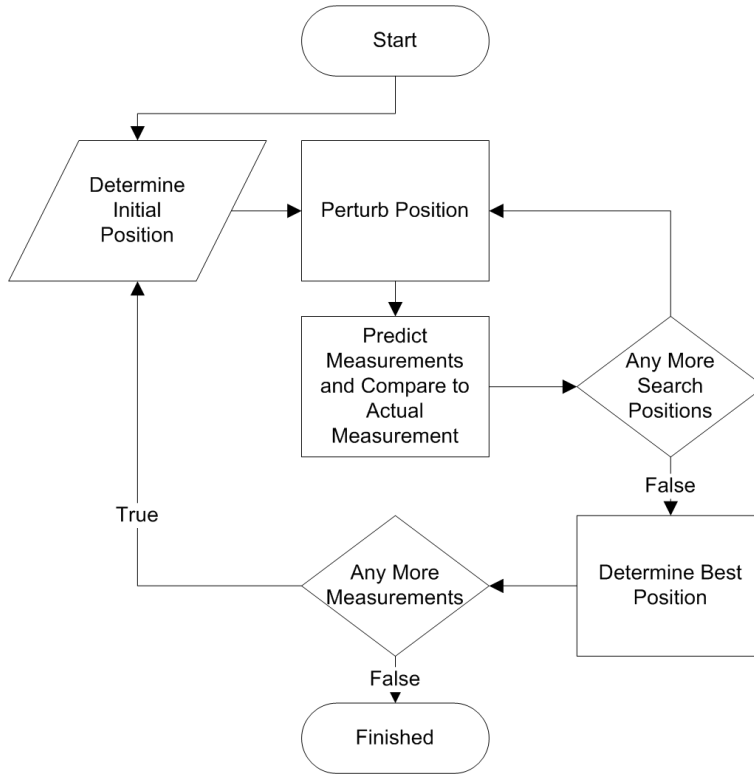 Start
Determine
Initial
Position
Perturb Position
Predict
Measurements
and Compare to
Actual
Measurement
Any More
Search
Positions
False
True
Any More
Measurements
Determine Best
Position
False
Finished